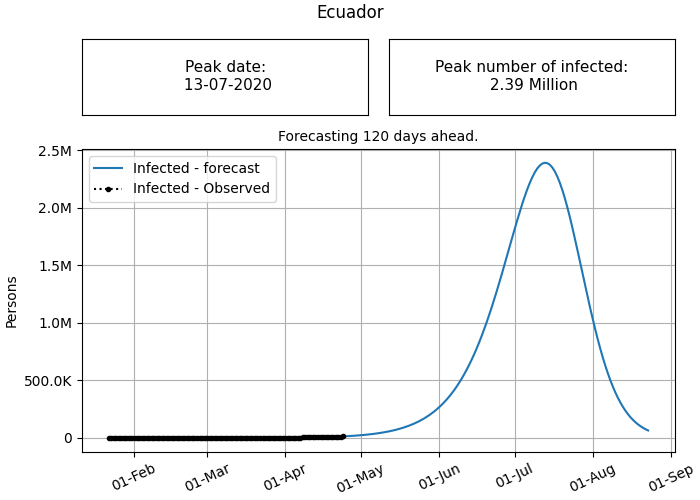 Ecuador
Peak date:
13-07-2020
Peak number of infected:
2.39 Million
Forecasting 120 days ahead.
Infected - forecast
Infected - Observed
Persons
2.5M
2.0M
1.5M
1.0M
500.0K
0
01-Feb
01-Mar
01-Apr
01-May
01-Jun
01-Jul
01-Aug
01-Sep